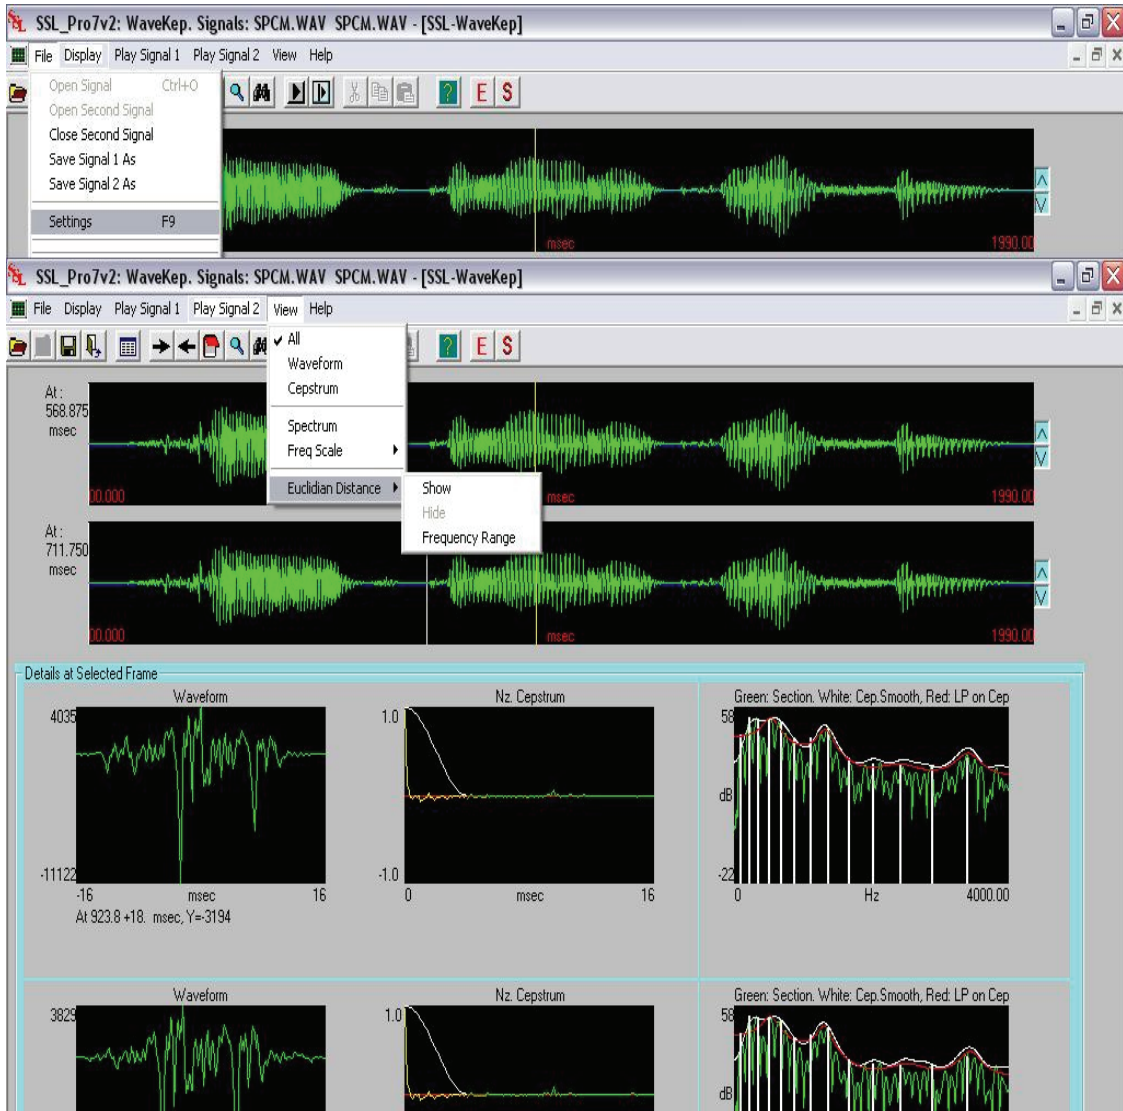 SSL_Pro7v2: WaveKep. Signals: SPCM.WAV SPCM.WAV - [SSL-WaveKep]
File Display Play Signal 1 Play Signal 2 View Help
Open Signal Ctrl+O
Open Second Signal
Close Second Signal
Save Signal 1 As
Save Signal 2 As
Settings F9
E S
msec 1990.00
SSL_Pro7v2: WaveKep. Signals: SPCM.WAV SPCM.WAV - [SSL-WaveKep]
File Display Play Signal 1 Play Signal 2 View Help
E S
All
Waveform
Cepstrum
Spectrum
Freq Scale
Euclidian Distance
Show
Hide
Frequency Range
At :
568.875
msec
00.000 msec 1990.00
At :
711.750
msec
00.000 msec 1990.00
Details at Selected Frame
Waveform
4035
-11122
-16 msec 16
At 923.8 +18. msec, Y=-3194
Nz. Cepstrum
1.0
-1.0
0 msec 16
Green: Section. White: Cep.Smooth, Red: LP on Cep
58
dB
-22
0 Hz 4000.00
Waveform
3829
Nz. Cepstrum
1.0
Green: Section. White: Cep.Smooth, Red: LP on Cep
58
dB